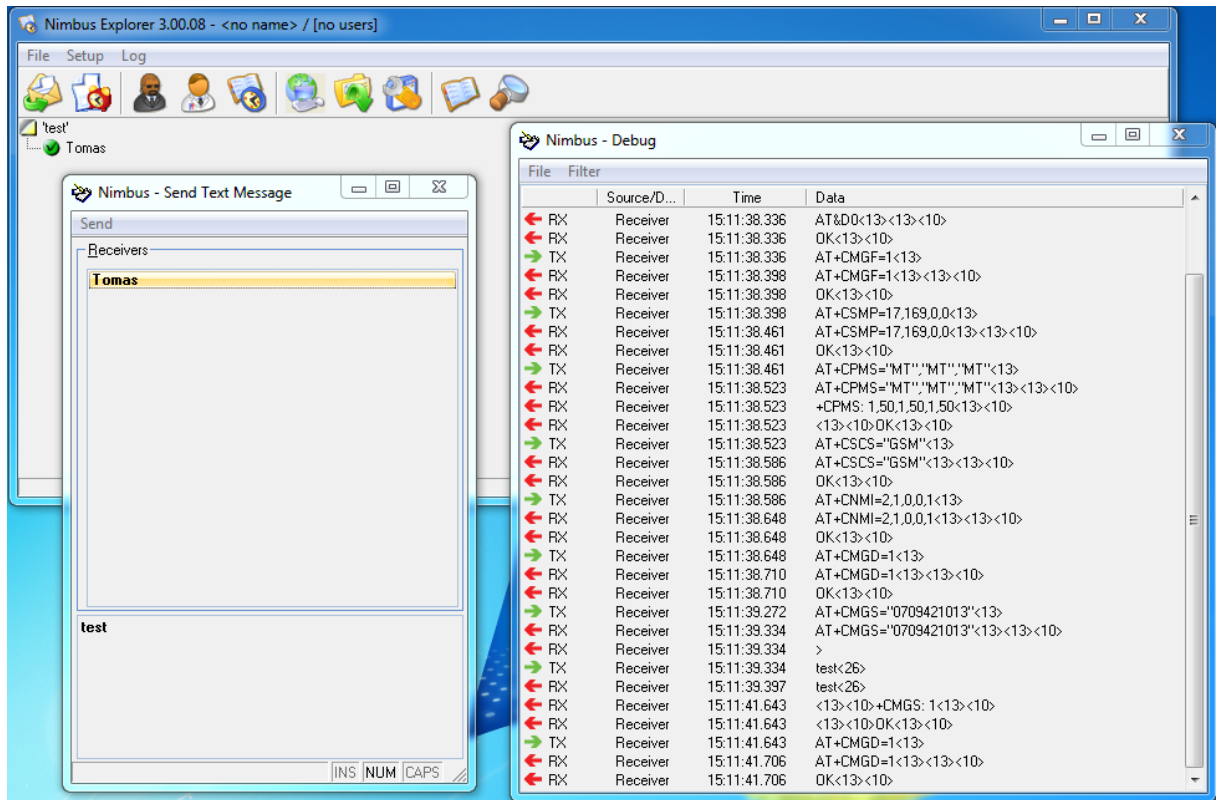 Nimbus Explorer 3.00.08 - <no name> / [no users]
File Setup Log
'test'
Tomas
Nimbus - Send Text Message
Send
Receivers
Tomas
test
INS NUM CAPS
Nimbus - Debug
File Filter
Source/D... Time Data
RX Receiver 15:11:38.336 AT&D0<13><13><10>
RX Receiver 15:11:38.336 OK<13><10>
TX Receiver 15:11:38.336 AT+CMGF=1<13>
RX Receiver 15:11:38.398 AT+CMGF=1<13><13><10>
RX Receiver 15:11:38.398 OK<13><10>
TX Receiver 15:11:38.398 AT+CSMP=17,169,0,0<13>
RX Receiver 15:11:38.461 AT+CSMP=17,169,0,0<13><13><10>
RX Receiver 15:11:38.461 OK<13><10>
TX Receiver 15:11:38.461 AT+CPMS="MT","MT","MT"<13>
RX Receiver 15:11:38.523 AT+CPMS="MT","MT","MT"<13><13><10>
RX Receiver 15:11:38.523 +CPMS: 1,50,1,50,1,50<13><10>
RX Receiver 15:11:38.523 <13><10>OK<13><10>
TX Receiver 15:11:38.523 AT+CSCS="GSM"<13>
RX Receiver 15:11:38.586 AT+CSCS="GSM"<13><13><10>
RX Receiver 15:11:38.586 OK<13><10>
TX Receiver 15:11:38.586 AT+CNMI=2,1,0,0,1<13>
RX Receiver 15:11:38.648 AT+CNMI=2,1,0,0,1<13><13><10>
RX Receiver 15:11:38.648 OK<13><10>
TX Receiver 15:11:38.648 AT+CMGD=1<13>
RX Receiver 15:11:38.710 AT+CMGD=1<13><13><10>
RX Receiver 15:11:38.710 OK<13><10>
TX Receiver 15:11:39.272 AT+CMGS="0709421013"<13>
RX Receiver 15:11:39.334 AT+CMGS="0709421013"<13><13><10>
RX Receiver 15:11:39.334 >
TX Receiver 15:11:39.334 test<26>
RX Receiver 15:11:39.397 test<26>
RX Receiver 15:11:41.643 <13><10>+CMGS: 1<13><10>
RX Receiver 15:11:41.643 <13><10>OK<13><10>
TX Receiver 15:11:41.643 AT+CMGD=1<13>
RX Receiver 15:11:41.706 AT+CMGD=1<13><13><10>
RX Receiver 15:11:41.706 OK<13><10>